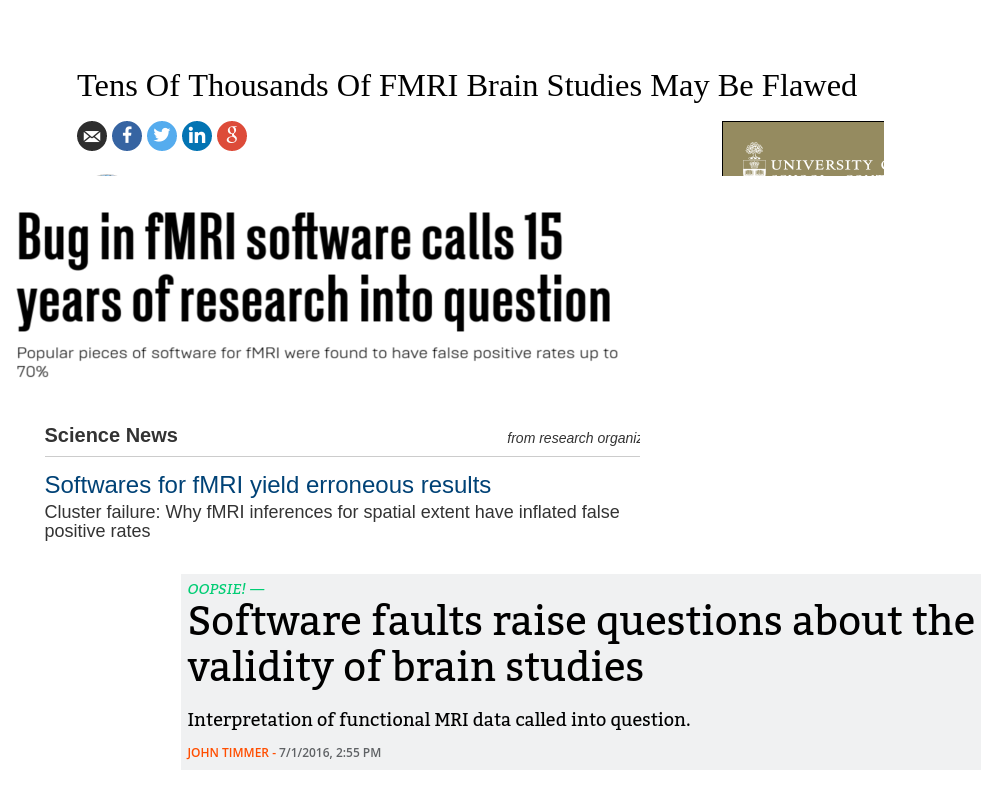 Tens Of Thousands Of FMRI Brain Studies May Be Flawed
UNIVERSITY
Bug in fMRI software calls 15
years of research into question
Popular pieces of software for fMRI were found to have false positive rates up to
70%
Science News
from research
Softwares for fMRI yield erroneous results
Cluster failure: Why fMRI inferences for spatial extent have inflated false
positive rates
OOPSIE! —
Software faults raise questions about the
validity of brain studies
Interpretation of functional MRI data called into question.
JOHN TIMMER - 7/1/2016, 2:55 PM